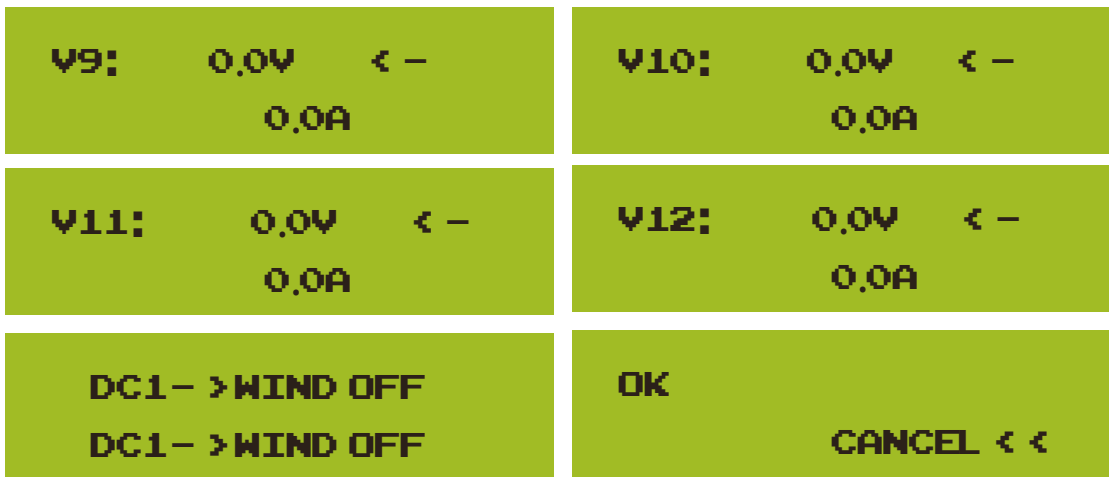 V9: 0.0V < -
0.0A
V10: 0.0V < -
0.0A
V11: 0.0V < -
0.0A
V12: 0.0V < -
0.0A
DC1- >WIND OFF
DC1- >WIND OFF
OK
CANCEL < <